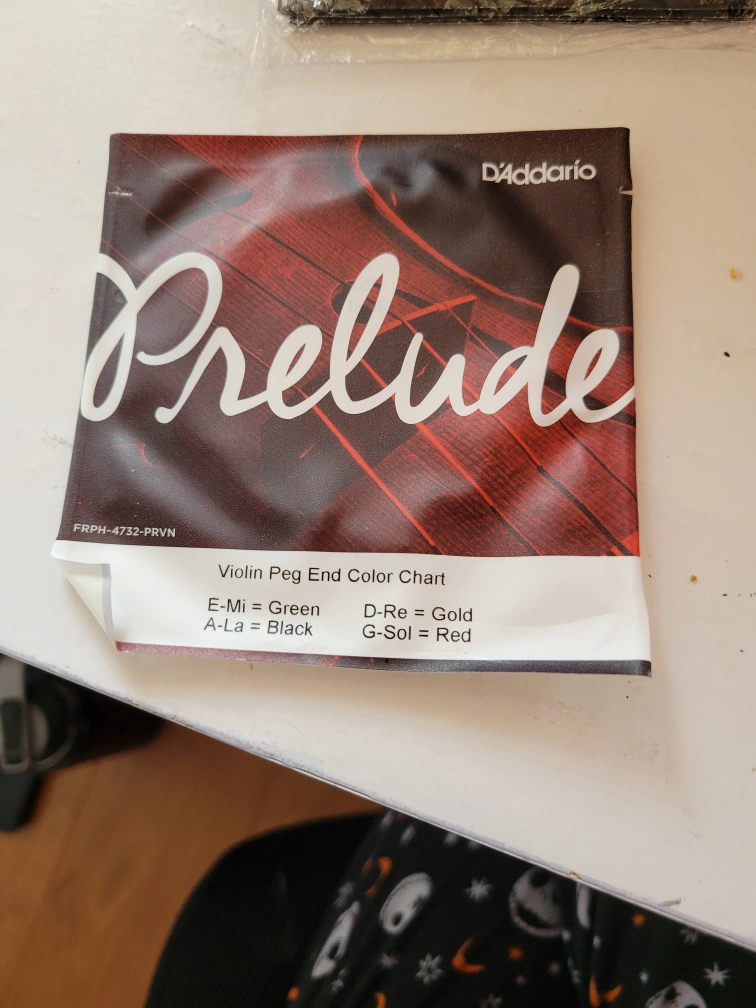 D'Addario
Prelude
FRPH-4732-PRVN
Violin Peg End Color Chart
E-Mi = Green D-Re = Gold
A-La = Black G-Sol = Red